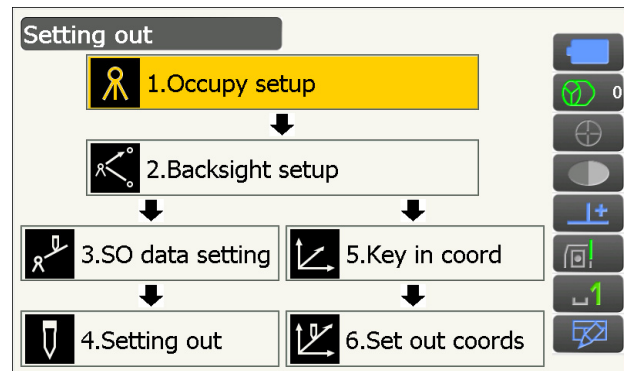 Setting out
1.Occupy setup
0
2.Backsight setup
3.SO data setting
5.Key in coord
1
4.Setting out
6.Set out coords